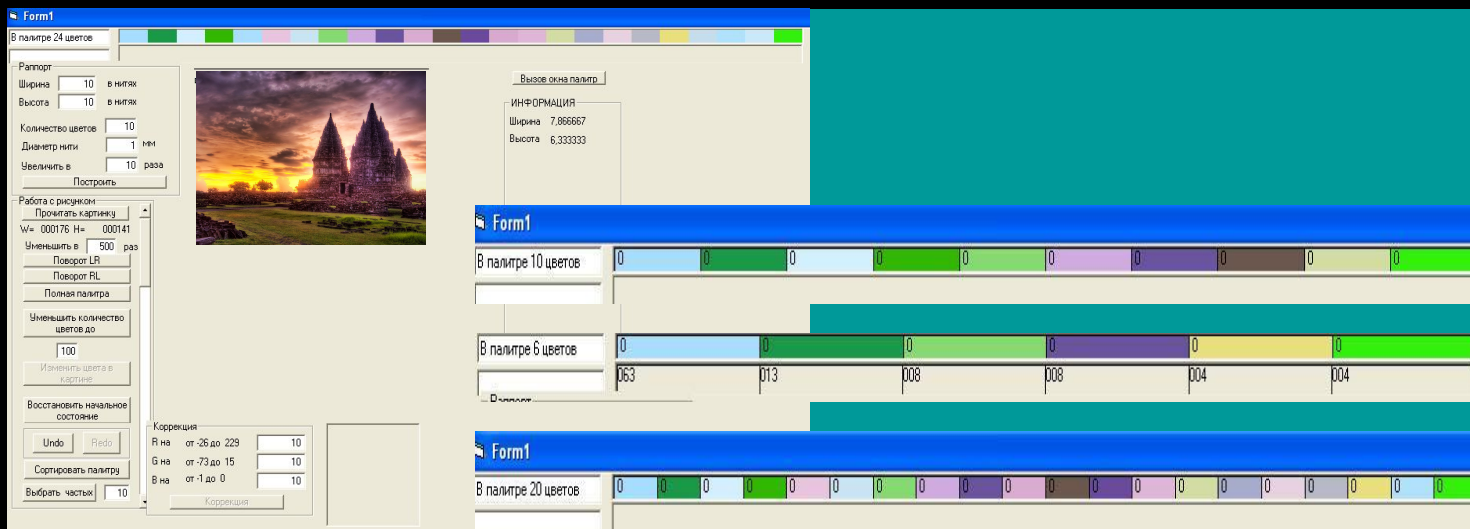 Form1
В палитре 24 цветов
Раппорт
Ширина 10 в нитях
Высота 10 в нитях
Количество цветов 10
Диаметр нити 1 мм
Увеличить в 10 раза
Построить
Вызов окна палитр
ИНФОРМАЦИЯ
Ширина 7,866667
Высота 6,333333
Работа с рисунком
Прочитать картинку
W= 000176 H= 000141
Уменьшить в 500 раз
Поворот LR
Поворот RL
Полная палитра
Уменьшить количество
цветов до
100
Изменить цвета в
картине
Восстановить начальное
состояние
Undo Redo
Сортировать палитру
Выбрать частых 10
Коррекция
R на от -26 до 229 10
G на от -73 до 15 10
B на от -1 до 0 10
Коррекция
Form1
В палитре 10 цветов 0 0 0 0 0 0 0 0 0 0
В палитре 6 цветов 0 0 0 0 0 0
063 013 008 008 004 004
Раппорт
Form1
В палитре 20 цветов 0 0 0 0 0 0 0 0 0 0 0 0 0 0 0 0 0 0 0 0